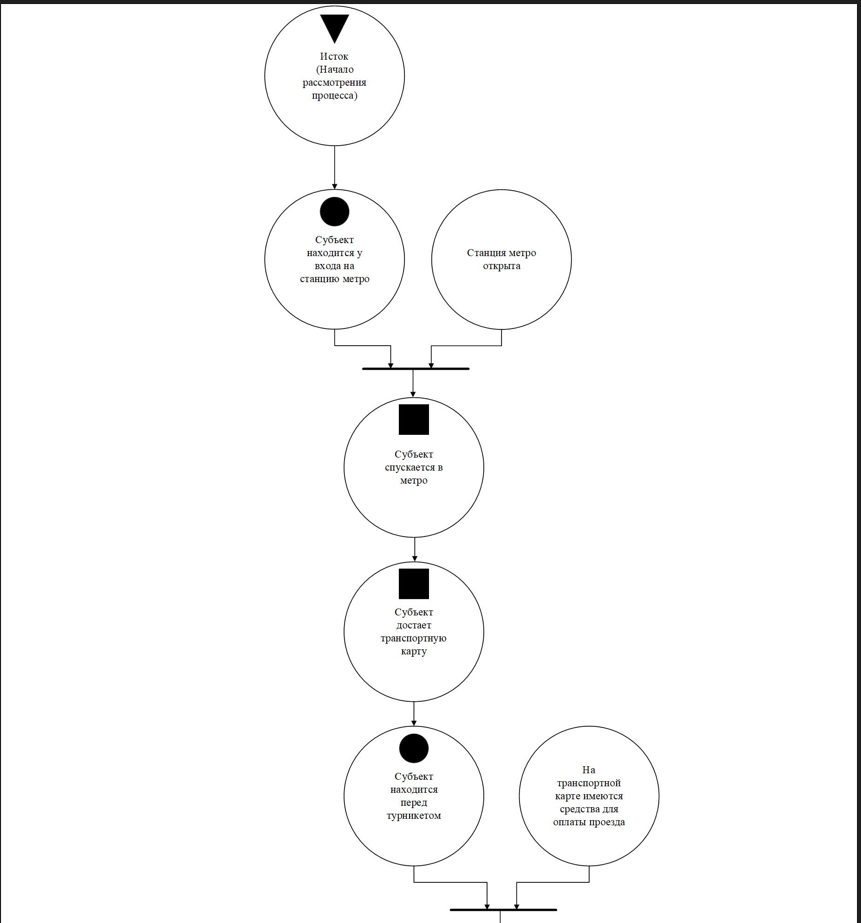 Исток
(Начало
рассмотрения
процесса)
Субъект
находится у
входа на
станцию метро
Станция метро
открыта
Субъект
спускается в
метро
Субъект
достает
транспортную
карту
Субъект
находится
перед
турникетом
На
транспортной
карте имеются
средства для
оплаты проезда